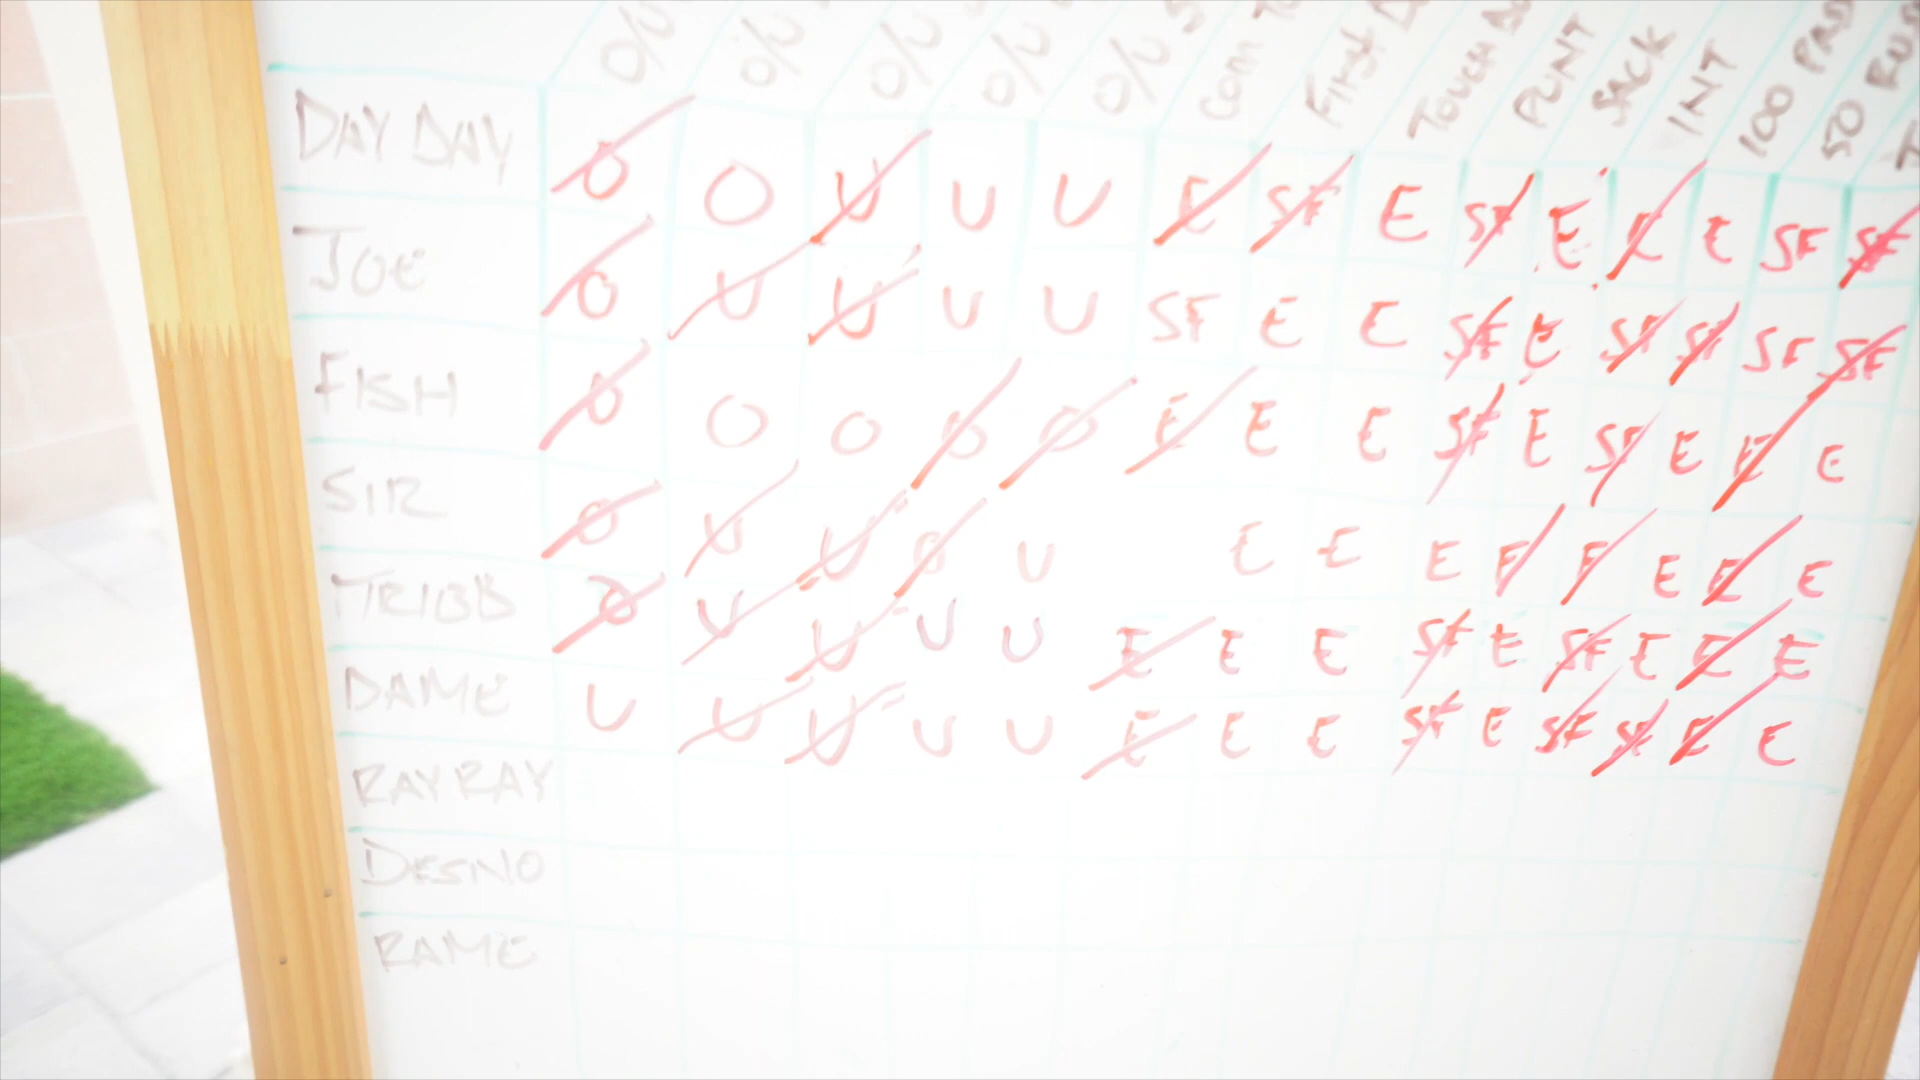 O/U O/U O/U O/U O/U Com First Touch PUNT SACK INT 100 50
DAY DAY O O U U U E SF E SF E E E SF SF
JOE O U U U U SF E E SF E SF SF SF SF
FISH O O O O O E E E SF E SF E E E
SIR O U U O U E E E E E E E E
TRIBB O U U U U E E E SF E SF E E E
DAME U U U U U E E E SF E SF SF E E
RAY RAY
DESNO
RAME